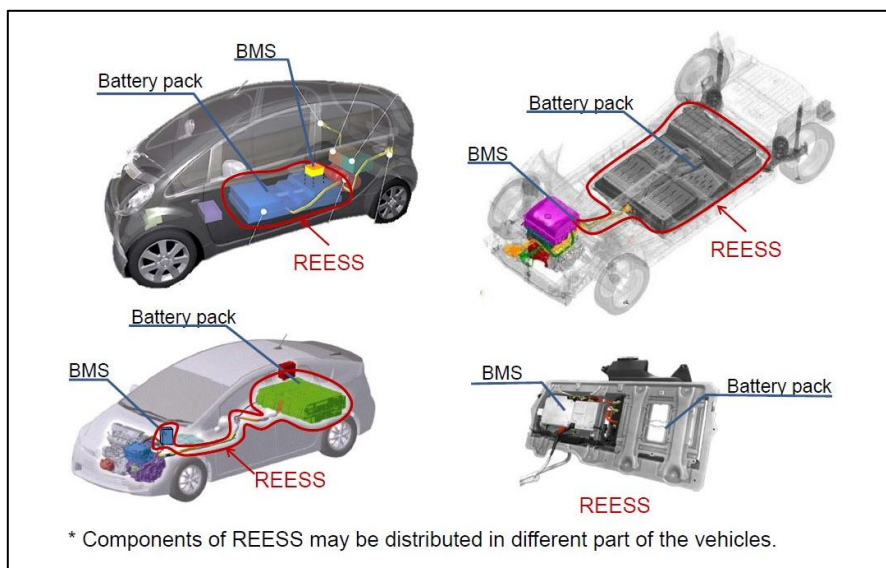 BMS
Battery pack
REESS
Battery pack
BMS
REESS
Battery pack
BMS
REESS
BMS
Battery pack
REESS
* Components of REESS may be distributed in different part of the vehicles.